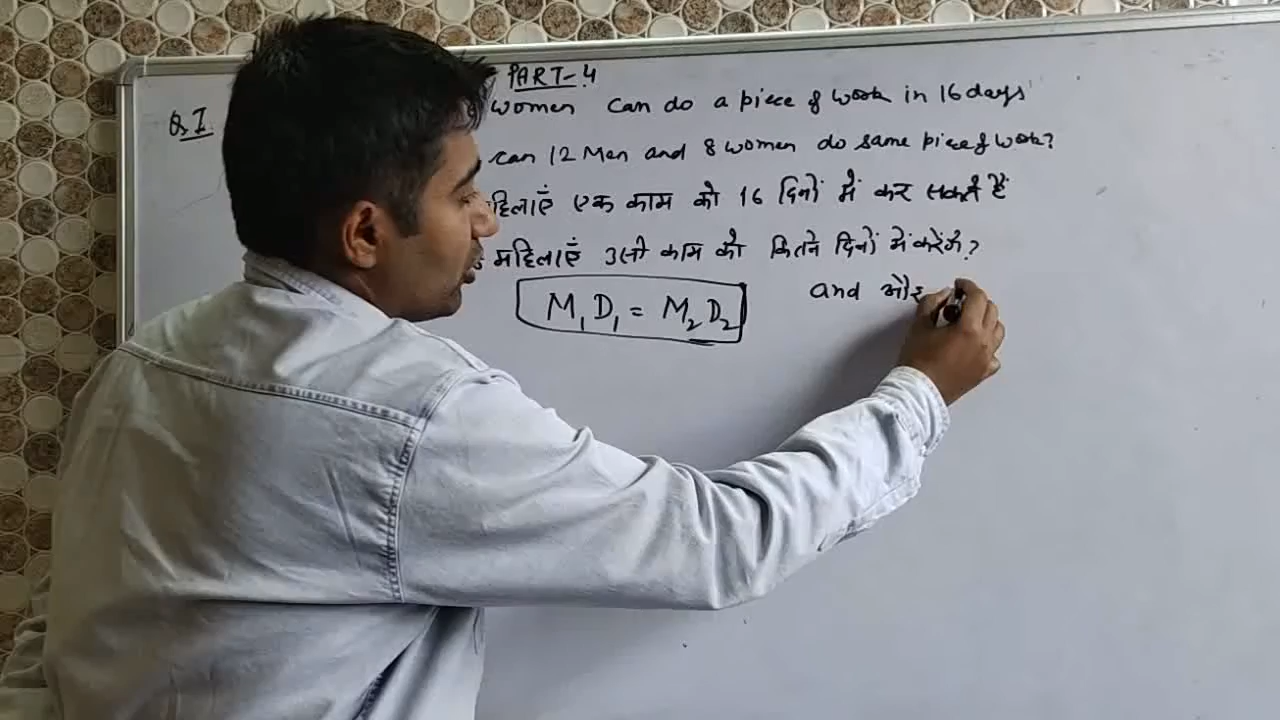 PART-4
Q.I women can do a piece of work in 16 days
can 12 Men and 8 women do same piece of work?
हिलाएँ एक काम को 16 दिनों में कर सकते हैं
महिलाएँ उसी काम को कितने दिनों में करेंगे?
M₁D₁ = M₂D₂
and और